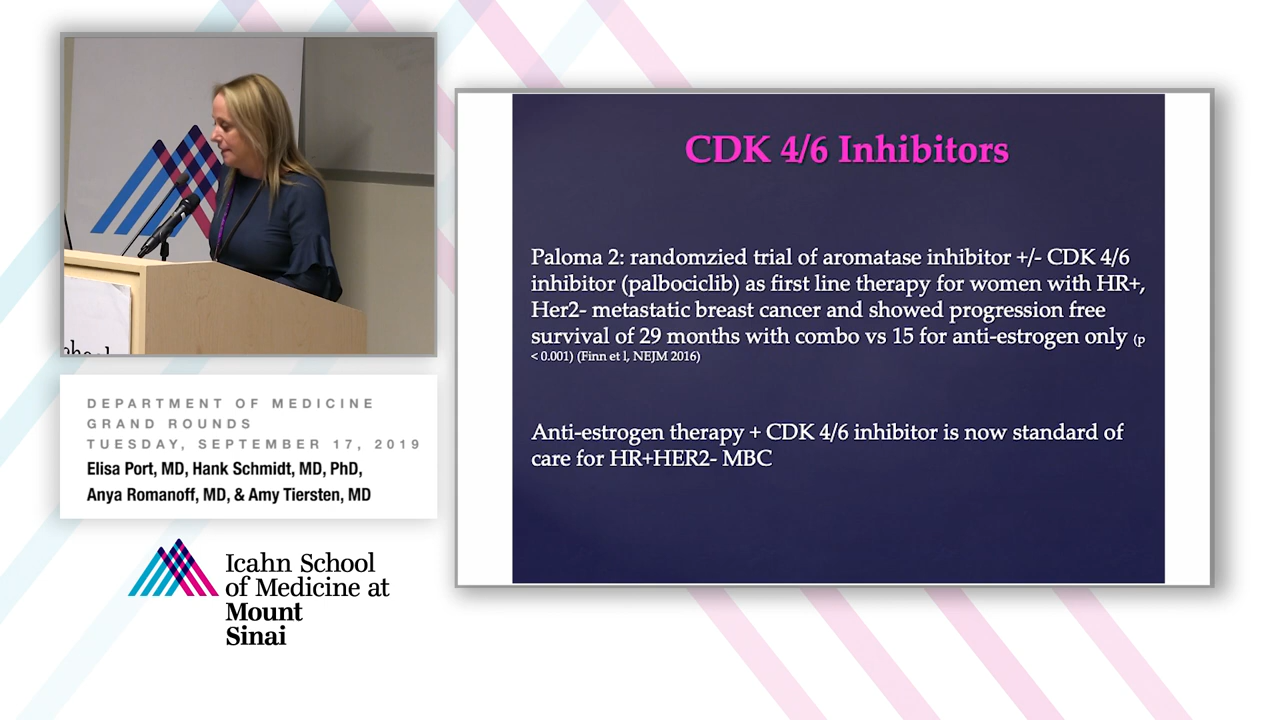 CDK 4/6 Inhibitors
Paloma 2: randomzied trial of aromatase inhibitor +/- CDK 4/6
inhibitor (palbociclib) as first line therapy for women with HR+,
Her2- metastatic breast cancer and showed progression free
survival of 29 months with combo vs 15 for anti-estrogen only (p
< 0.001) (Finn et l, NEJM 2016)
Anti-estrogen therapy + CDK 4/6 inhibitor is now standard of
care for HR+HER2- MBC
DEPARTMENT OF MEDICINE
GRAND ROUNDS
TUESDAY, SEPTEMBER 17, 2019
Elisa Port, MD, Hank Schmidt, MD, PhD,
Anya Romanoff, MD, & Amy Tiersten, MD
Icahn School
of Medicine at
Mount
Sinai